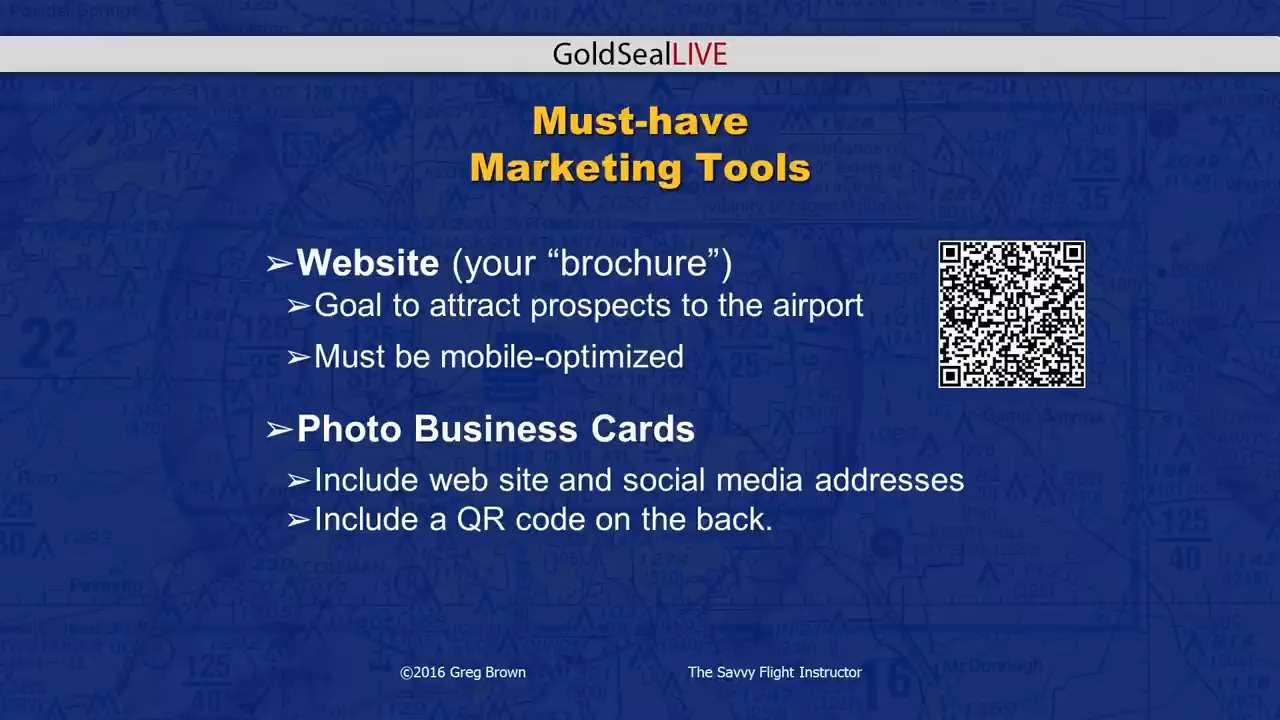 GoldSealLIVE
Must-have
Marketing Tools
➢Website (your “brochure”)
➢Goal to attract prospects to the airport
➢Must be mobile-optimized
➢Photo Business Cards
➢Include web site and social media addresses
➢Include a QR code on the back.
©2016 Greg Brown
The Savvy Flight Instructor